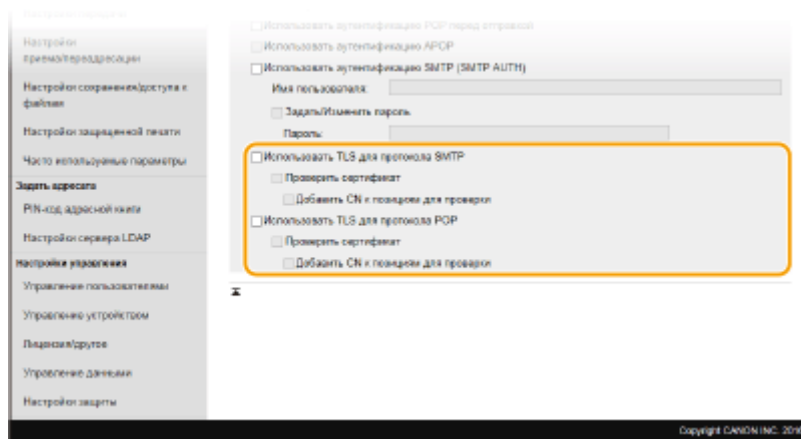 Настройки
приема/переадресации
Настройки сохранения/доступа к
файлам
Настройки защищенной печати
Часто используемые параметры
Задать адресата
PIN-код адресной книги
Настройки сервера LDAP
Настройки управления
Управление пользователями
Управление устройством
Лицензия/другое
Управление данными
Настройки защиты
Использовать аутентификацию POP перед отправкой
Использовать аутентификацию APOP
Использовать аутентификацию SMTP (SMTP AUTH)
Имя пользователя:
Задать/Изменить пароль
Пароль:
Использовать TLS для протокола SMTP
Проверить сертификат
Добавить CN к позициям для проверки
Использовать TLS для протокола POP
Проверить сертификат
Добавить CN к позициям для проверки
Copyright CANON INC.